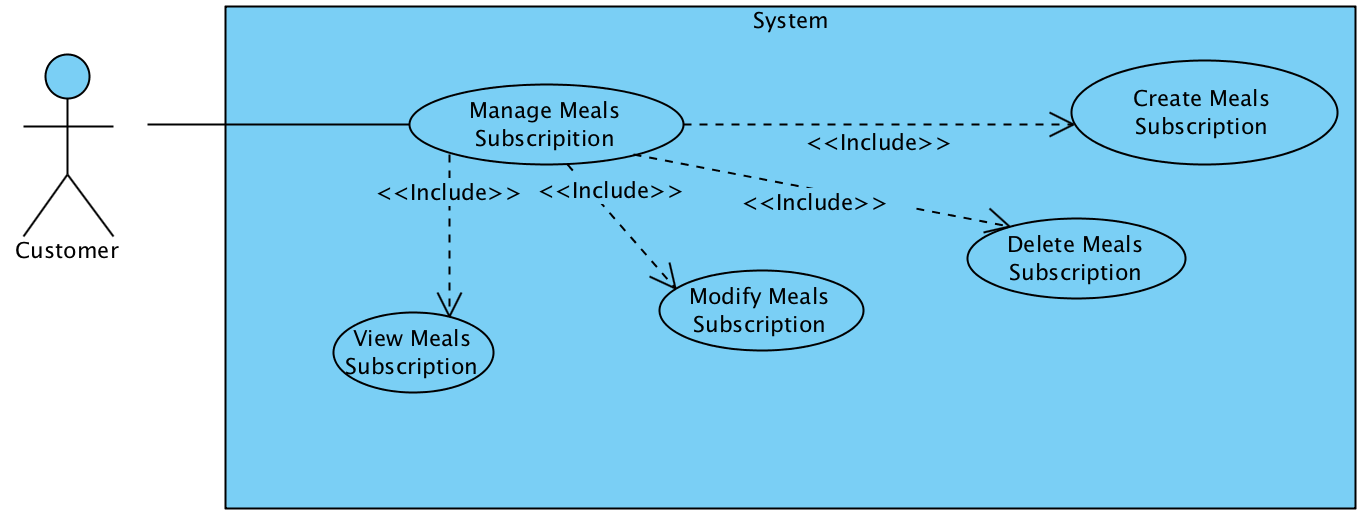 System
Customer
Manage Meals
Subscripition
Create Meals
Subscription
<<Include>>
<<Include>>
<<Include>>
<<Include>>
Delete Meals
Subscription
Modify Meals
Subscription
View Meals
Subscription